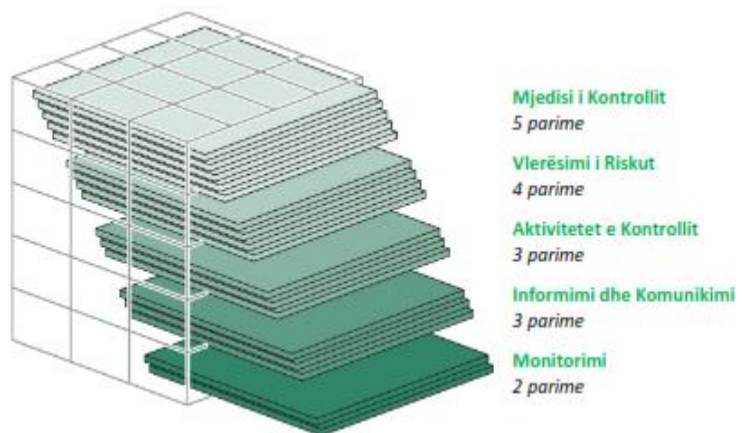 Mjedisi i Kontrollit
5 parime
Vlerësimi i Riskut
4 parime
Aktivitetet e Kontrollit
3 parime
Informimi dhe Komunikimi
3 parime
Monitorimi
2 parime